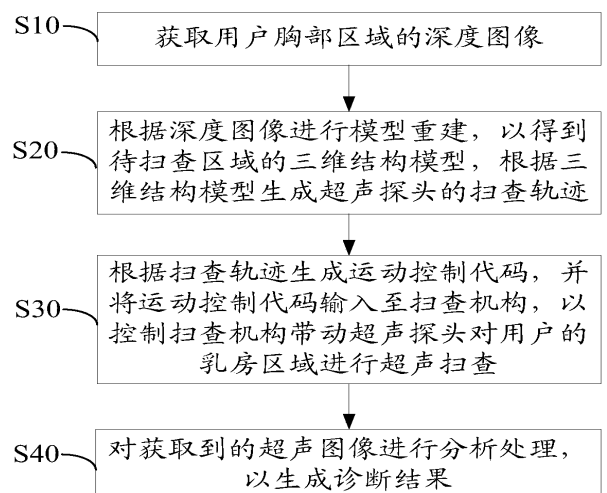 S10
获取用户胸部区域的深度图像
S20
根据深度图像进行模型重建，以得到
待扫查区域的三维结构模型，根据三
维结构模型生成超声探头的扫查轨迹
S30
根据扫查轨迹生成运动控制代码，并
将运动控制代码输入至扫查机构，以
控制扫查机构带动超声探头对用户的
乳房区域进行超声扫查
S40
对获取到的超声图像进行分析处理，
以生成诊断结果